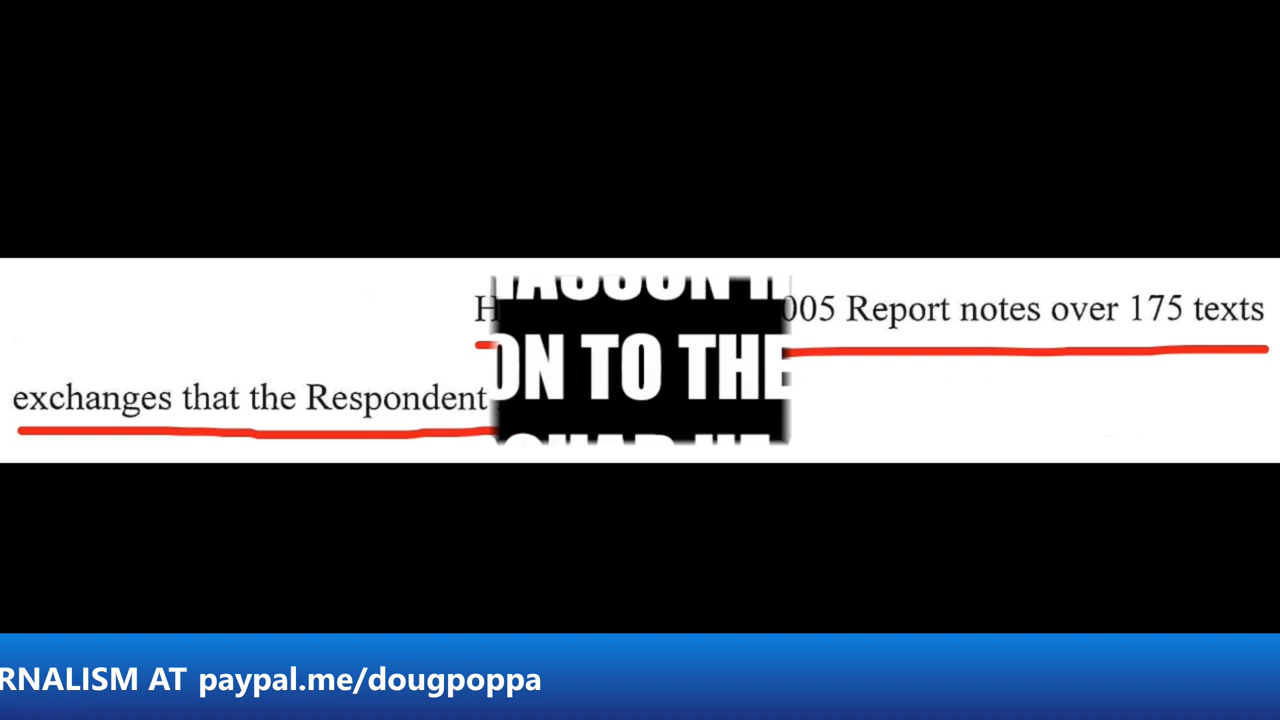 005 Report notes over 175 texts
exchanges that the Respondent
ON TO THE
RNALISM AT paypal.me/dougpoppa